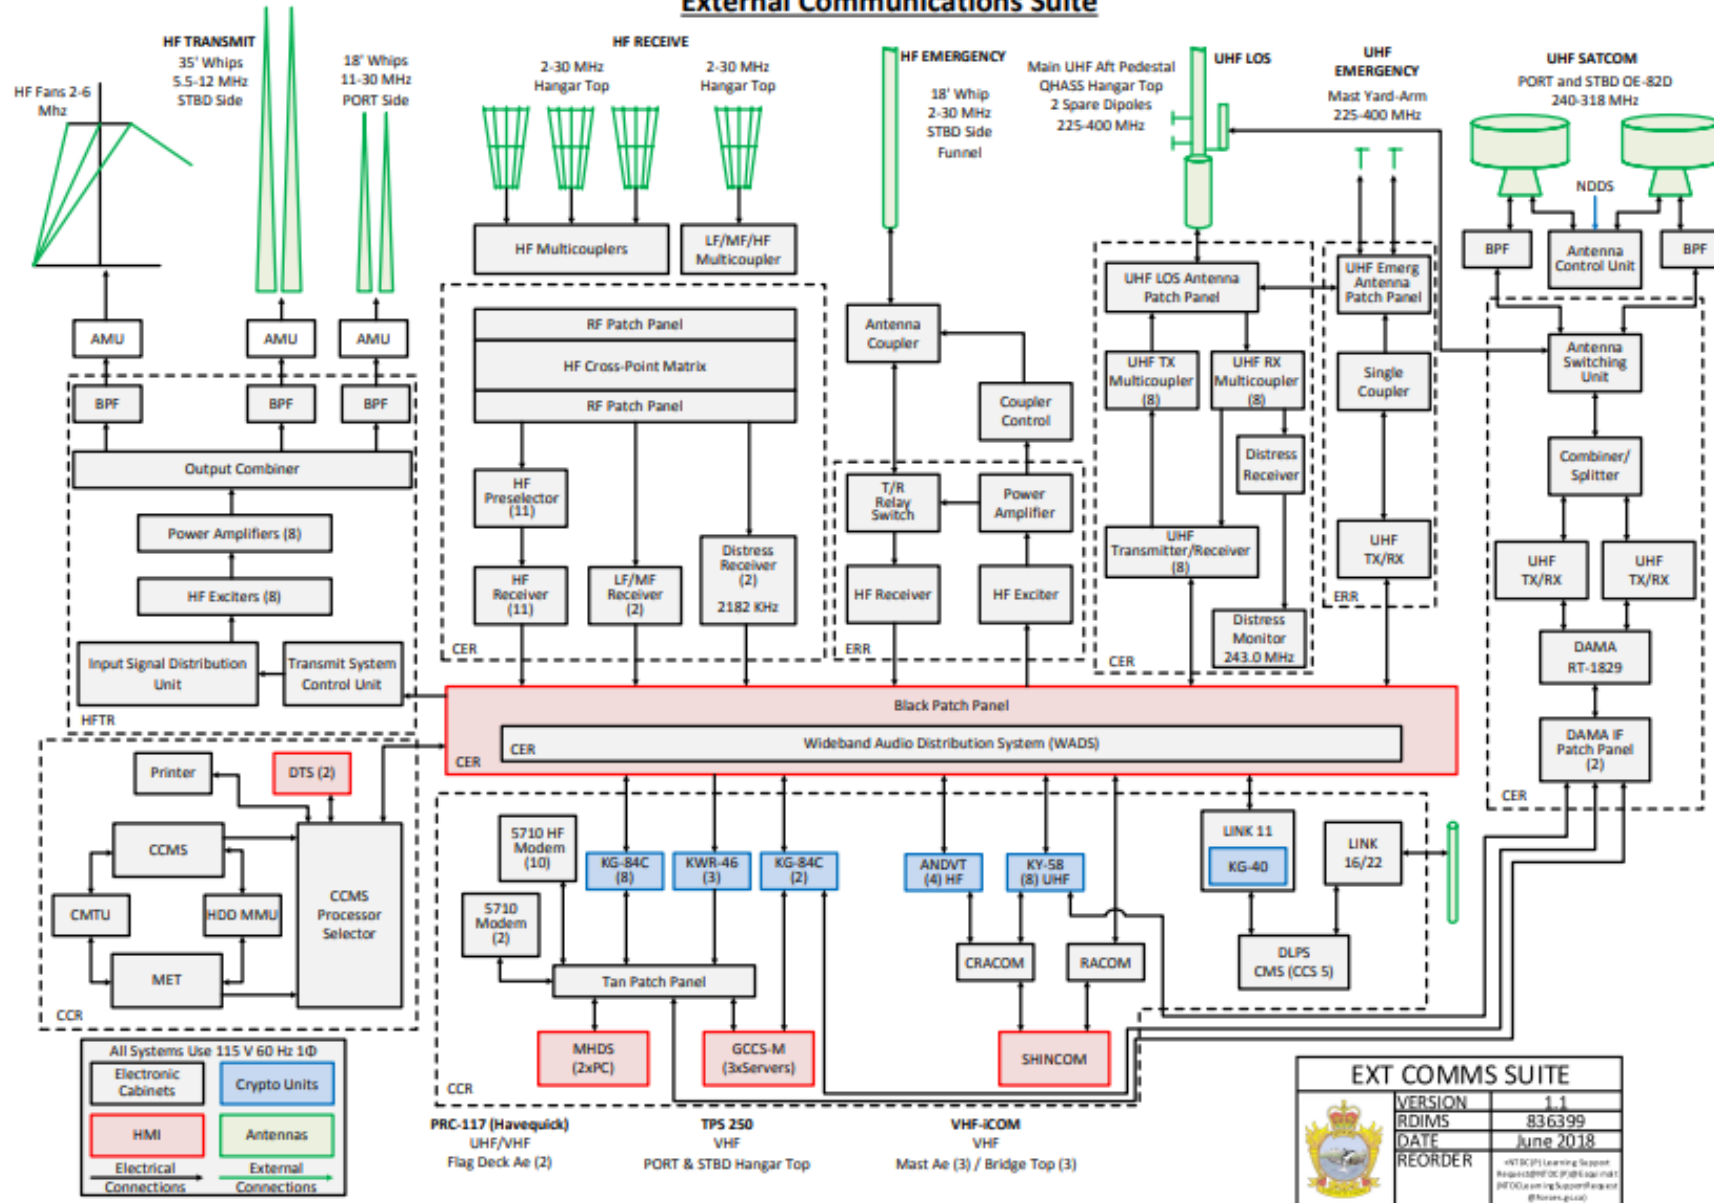 External Communications Suite
HF TRANSMIT
35' Whips
5.5-12 MHz
STBD Side
18' Whips
11-30 MHz
PORT Side
HF Fans 2-6
Mhz
HF RECEIVE
2-30 MHz
Hangar Top
2-30 MHz
Hangar Top
HF EMERGENCY
18' Whip
2-30 MHz
STBD Side
Funnel
UHF LOS
Main UHF Aft Pedestal
QHASS Hangar Top
2 Spare Dipoles
225-400 MHz
UHF
EMERGENCY
Mast Yard-Arm
225-400 MHz
UHF SATCOM
PORT and STBD OE-82D
240-318 MHz
NDDS
AMU
AMU
AMU
BPF
BPF
BPF
Output Combiner
Power Amplifiers (8)
HF Exciters (8)
Input Signal Distribution
Unit
Transmit System
Control Unit
HFTR
HF Multicouplers
LF/MF/HF
Multicoupler
RF Patch Panel
HF Cross-Point Matrix
RF Patch Panel
HF
Preselector
(11)
HF
Receiver
(11)
LF/MF
Receiver
(2)
Distress
Receiver
(2)
2182 KHz
CER
Antenna
Coupler
Coupler
Control
T/R
Relay
Switch
Power
Amplifier
HF Receiver
HF Exciter
ERR
UHF LOS Antenna
Patch Panel
UHF TX
Multicoupler
(8)
UHF RX
Multicoupler
(8)
Distress
Receiver
UHF
Transmitter/Receiver
(8)
Distress
Monitor
243.0 MHz
CER
UHF Emerg
Antenna
Patch Panel
Single
Coupler
UHF
TX/RX
ERR
BPF
Antenna
Control Unit
BPF
Antenna
Switching
Unit
Combiner/
Splitter
UHF
TX/RX
UHF
TX/RX
DAMA
RT-1829
DAMA IF
Patch Panel
(2)
CER
Black Patch Panel
CER
Wideband Audio Distribution System (WADS)
CER
Printer
DTS (2)
CCMS
CMTU
HDD MMU
MET
CCMS
Processor
Selector
CCR
5710 HF
Modem
(10)
5710
Modem
(2)
KG-84C
(8)
KWR-46
(3)
KG-84C
(2)
ANDVT
(4) HF
KY-58
(8) UHF
LINK 11
KG-40
LINK
16/22
Tan Patch Panel
CRACOM
RACOM
DLPS
CMS (CCS 5)
MHDS
(2xPC)
GCCS-M
(3xServers)
SHINCOM
CCR
All Systems Use 115 V 60 Hz 1Φ
Electronic
Cabinets
Crypto Units
HMI
Antennas
Electrical
Connections
External
Connections
PRC-117 (Havequick)
UHF/VHF
Flag Deck Ae (2)
TPS 250
VHF
PORT & STBD Hangar Top
VHF-ICOM
VHF
Mast Ae (3) / Bridge Top (3)
EXT COMMS SUITE
VERSION 1.1
RDIMS 836399
DATE June 2018
REORDER